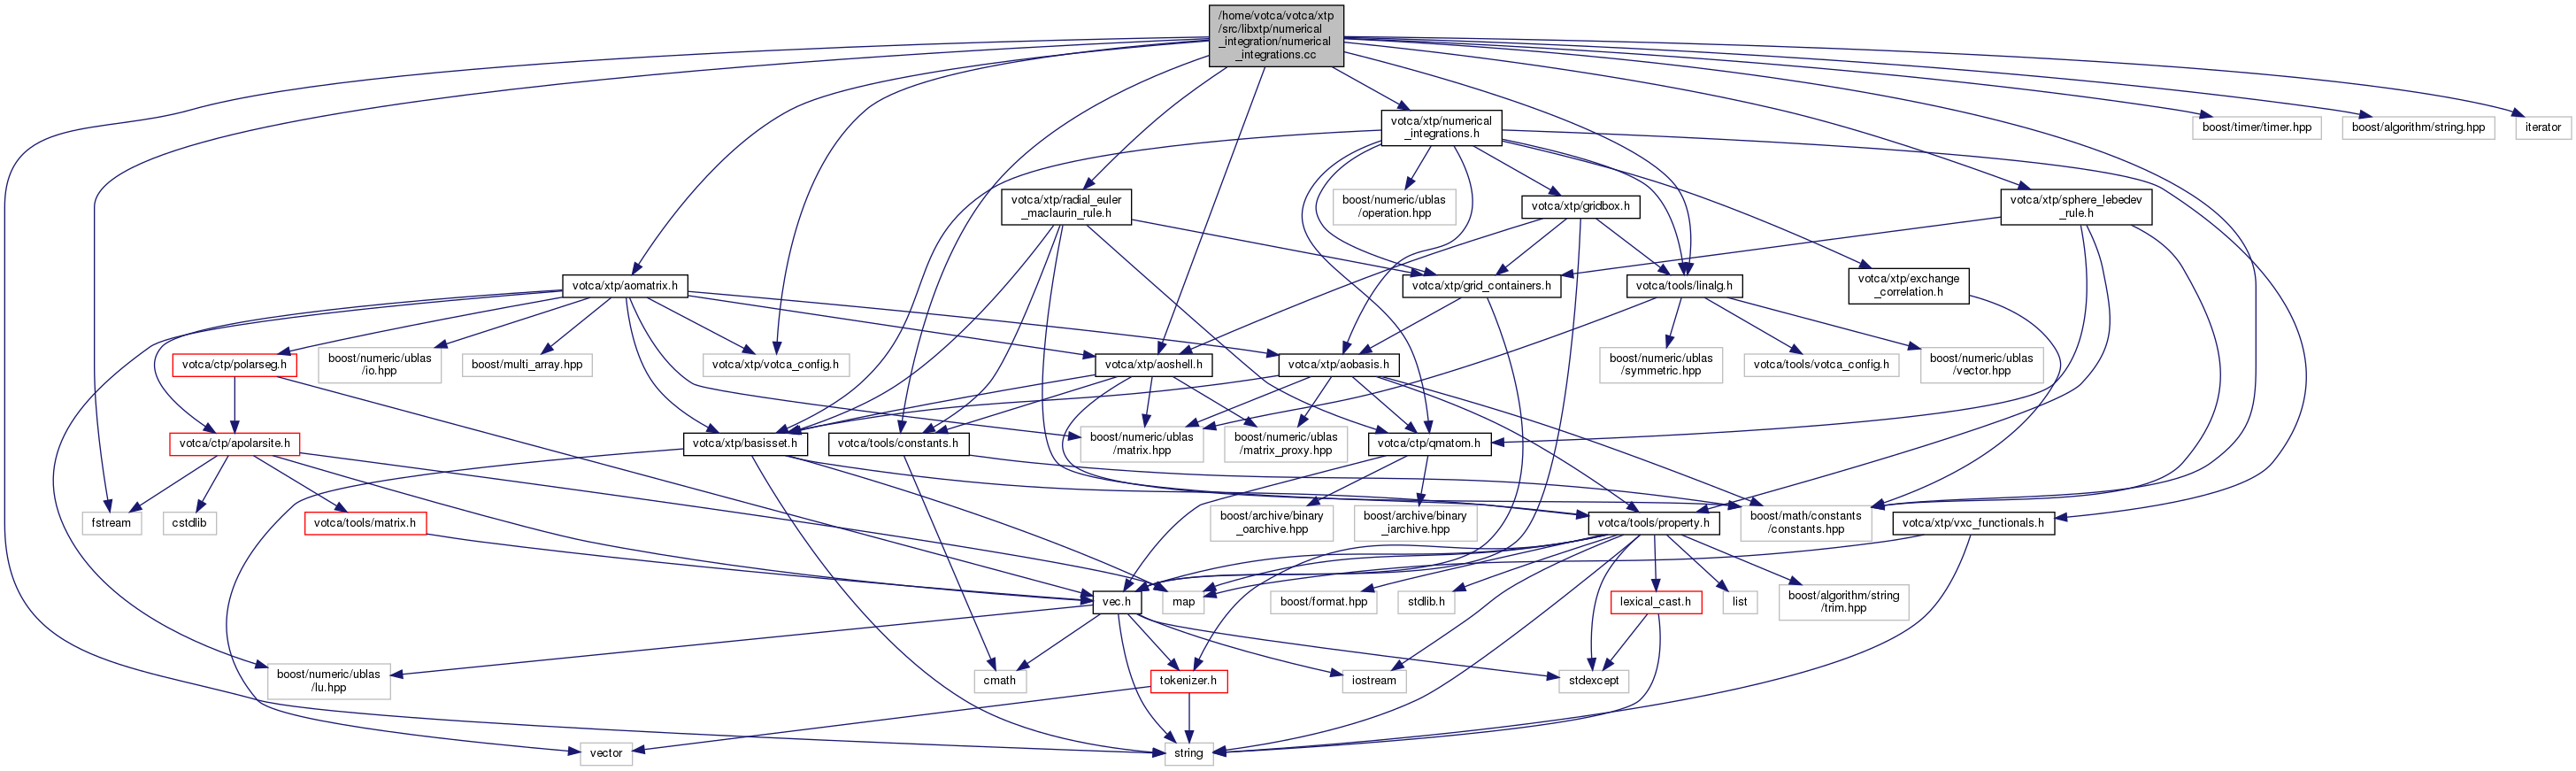 /home/votca/votca/xtp
/src/libxtp/numerical
_integration/numerical
_integrations.cc
votca/xtp/numerical
_integrations.h
boost/timer/timer.hpp
boost/algorithm/string.hpp
iterator
votca/xtp/radial_euler
_maclaurin_rule.h
boost/numeric/ublas
/operation.hpp
votca/xtp/gridbox.h
votca/xtp/sphere_lebedev
_rule.h
votca/xtp/aomatrix.h
votca/xtp/grid_containers.h
votca/tools/linalg.h
votca/xtp/exchange
_correlation.h
votca/ctp/polarseg.h
boost/numeric/ublas
/io.hpp
boost/multi_array.hpp
votca/xtp/votca_config.h
votca/xtp/aoshell.h
votca/xtp/aobasis.h
boost/numeric/ublas
/symmetric.hpp
votca/tools/votca_config.h
boost/numeric/ublas
/vector.hpp
votca/ctp/apolarsite.h
votca/xtp/basisset.h
votca/tools/constants.h
boost/numeric/ublas
/matrix.hpp
boost/numeric/ublas
/matrix_proxy.hpp
votca/ctp/qmatom.h
fstream
cstdlib
votca/tools/matrix.h
boost/archive/binary
_oarchive.hpp
boost/archive/binary
_iarchive.hpp
votca/tools/property.h
boost/math/constants
/constants.hpp
votca/xtp/vxc_functionals.h
vec.h
map
boost/format.hpp
stdlib.h
lexical_cast.h
list
boost/algorithm/string
/trim.hpp
boost/numeric/ublas
/lu.hpp
cmath
tokenizer.h
iostream
stdexcept
vector
string